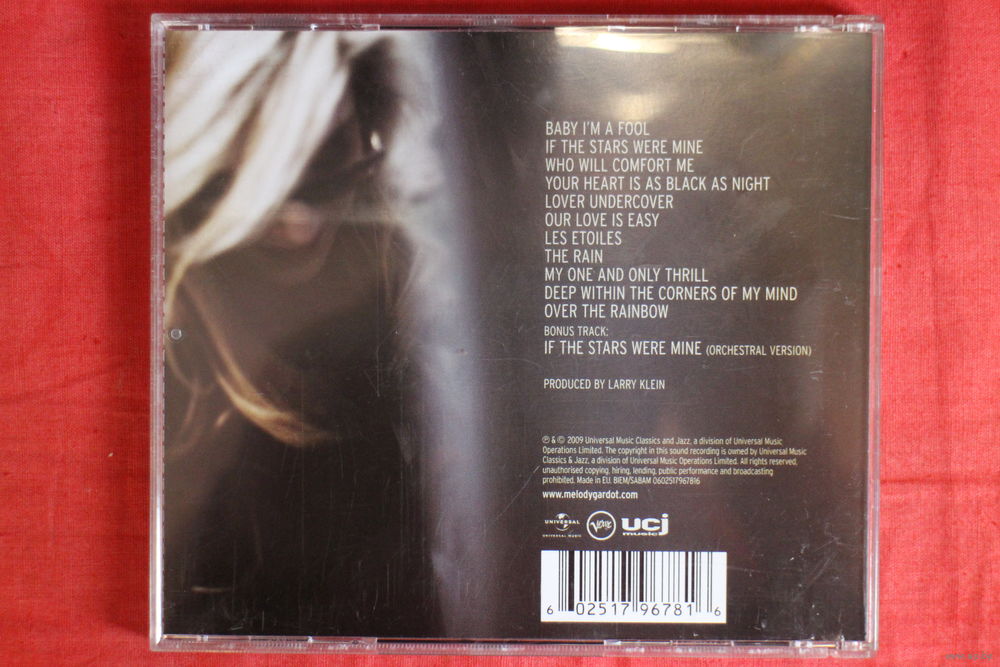 BABY I'M A FOOL
IF THE STARS WERE MINE
WHO WILL COMFORT ME
YOUR HEART IS AS BLACK AS NIGHT
LOVER UNDERCOVER
OUR LOVE IS EASY
LES ETOILES
THE RAIN
MY ONE AND ONLY THRILL
DEEP WITHIN THE CORNERS OF MY MIND
OVER THE RAINBOW
BONUS TRACK:
IF THE STARS WERE MINE (ORCHESTRAL VERSION)
PRODUCED BY LARRY KLEIN
℗ & © 2009 Universal Music Classics and Jazz, a division of Universal Music
Operations Limited. The copyright in this sound recording is owned by Universal Music
Classics & Jazz, a division of Universal Music Operations Limited. All rights reserved,
unauthorised copying, hiring, lending, public performance and broadcasting
prohibited. Made in EU. BIEM/SABAM 0602517967816
www.melodygardot.com
UNIVERSAL
UNIVERSAL MUSIC
Verve
ucj
music
6 02517 96781 6